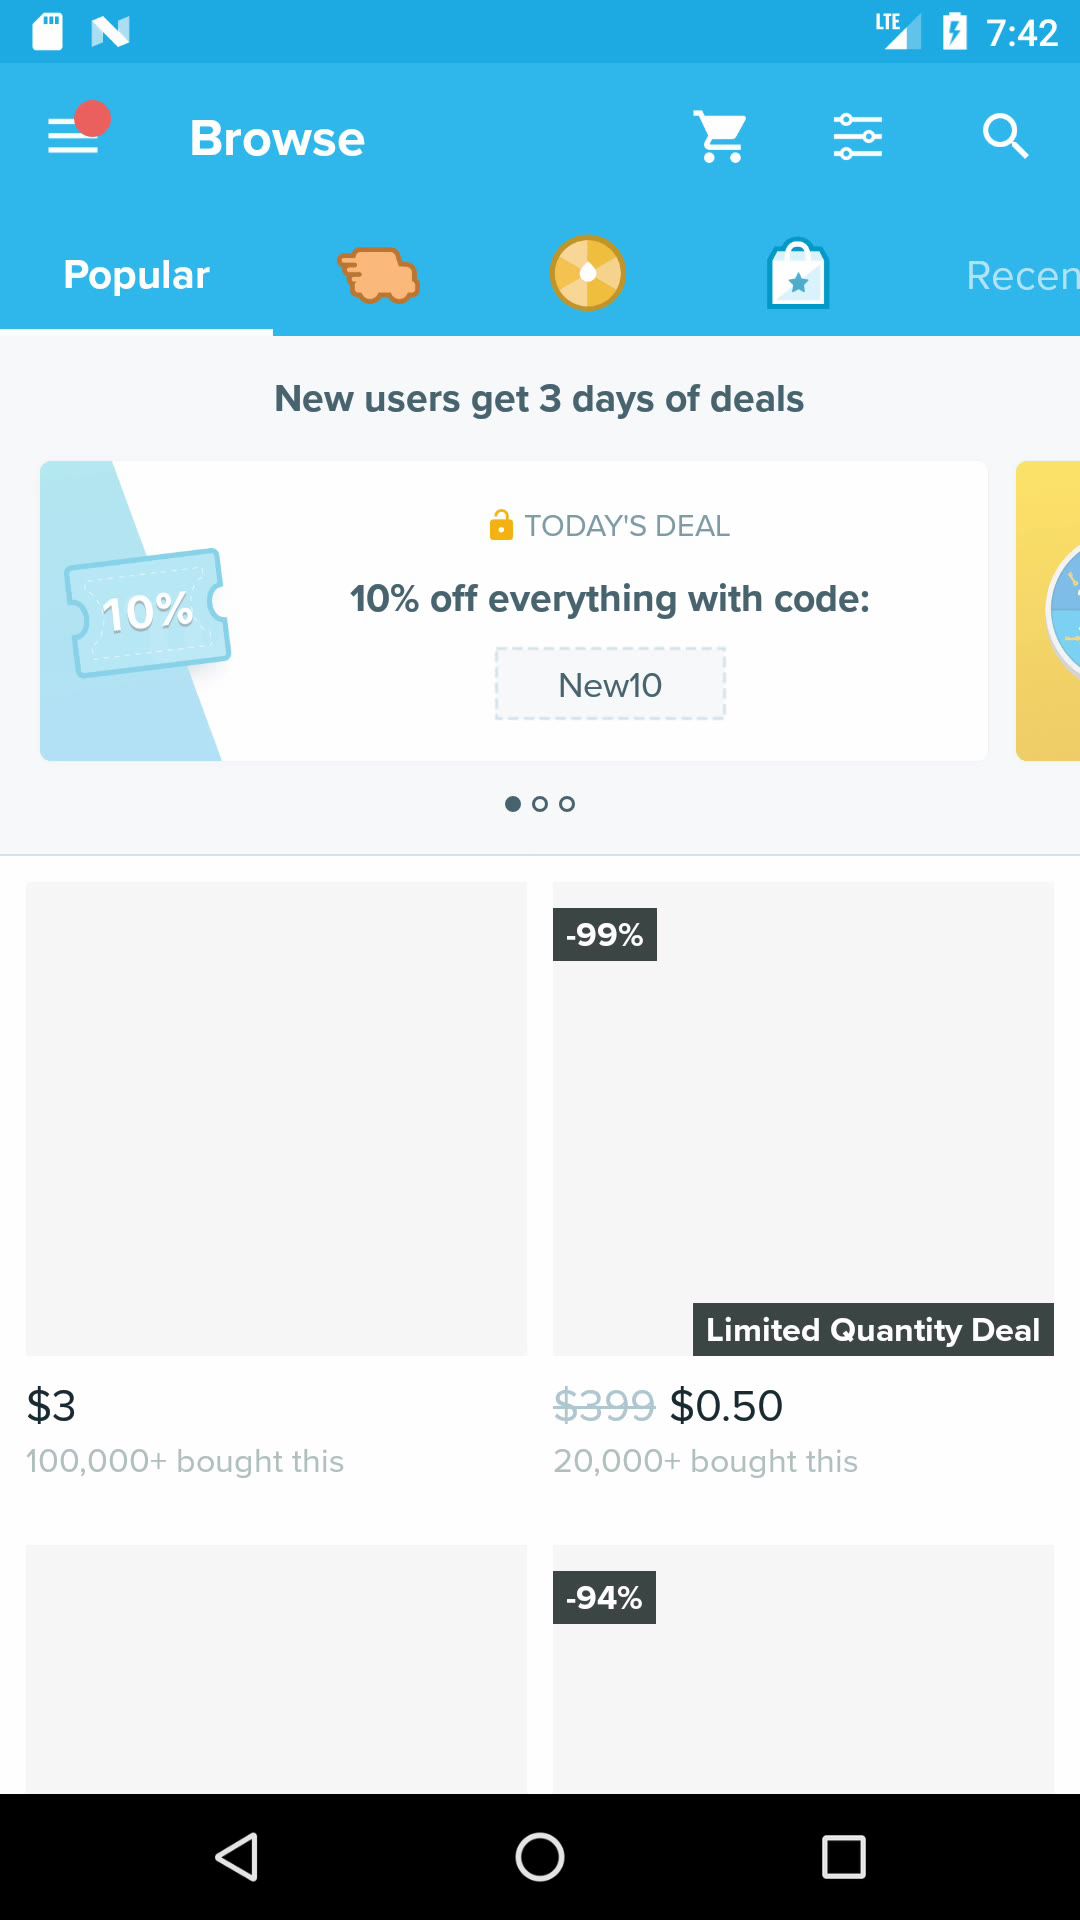 LTE 7:42
Browse
Popular
Recen
New users get 3 days of deals
TODAY'S DEAL
10%
10% off everything with code:
New10
-99%
Limited Quantity Deal
$3
$399 $0.50
100,000+ bought this
20,000+ bought this
-94%